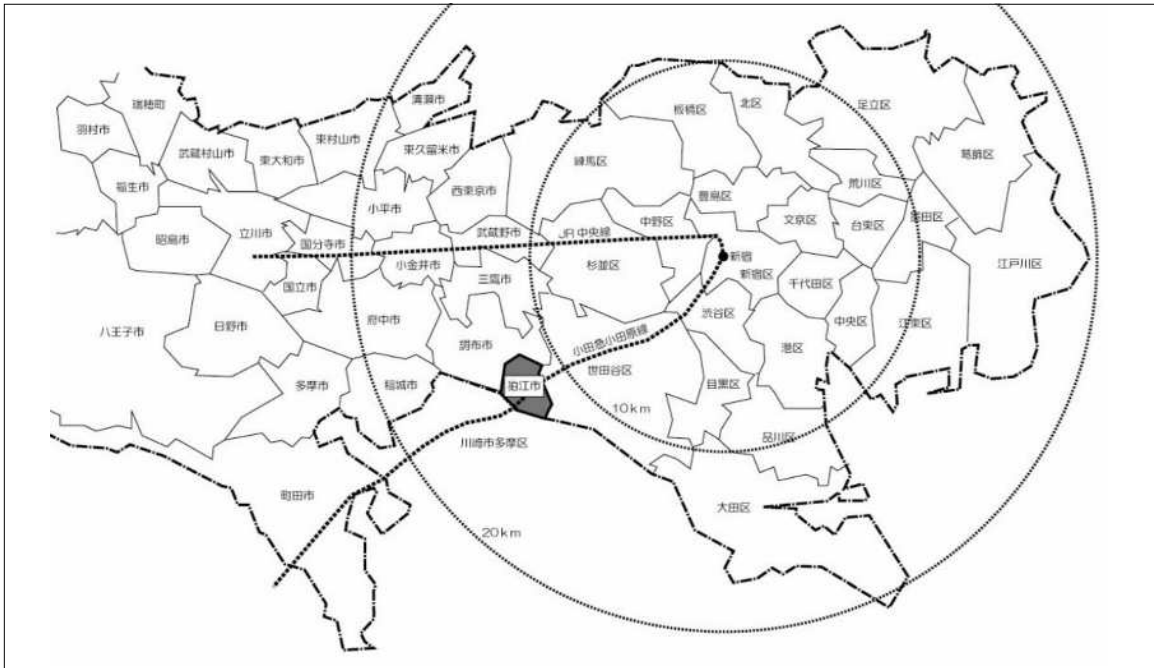 清瀬市
瑞穂町
板橋区
北区
足立区
羽村市
東村山市
武蔵村山市
東大和市
東久留米市
練馬区
葛飾区
福生市
西東京市
豊島区
荒川区
小平市
文京区
台東区
墨田区
中野区
昭島市
立川市
国分寺市
武蔵野市
JR中央線
新宿
小金井市
三鷹市
杉並区
新宿区
千代田区
江戸川区
国立市
八王子市
日野市
府中市
渋谷区
中央区
江東区
調布市
小田急小田原線
港区
多摩市
稲城市
狛江市
世田谷区
目黒区
10km
川崎市多摩区
品川区
町田市
大田区
20km